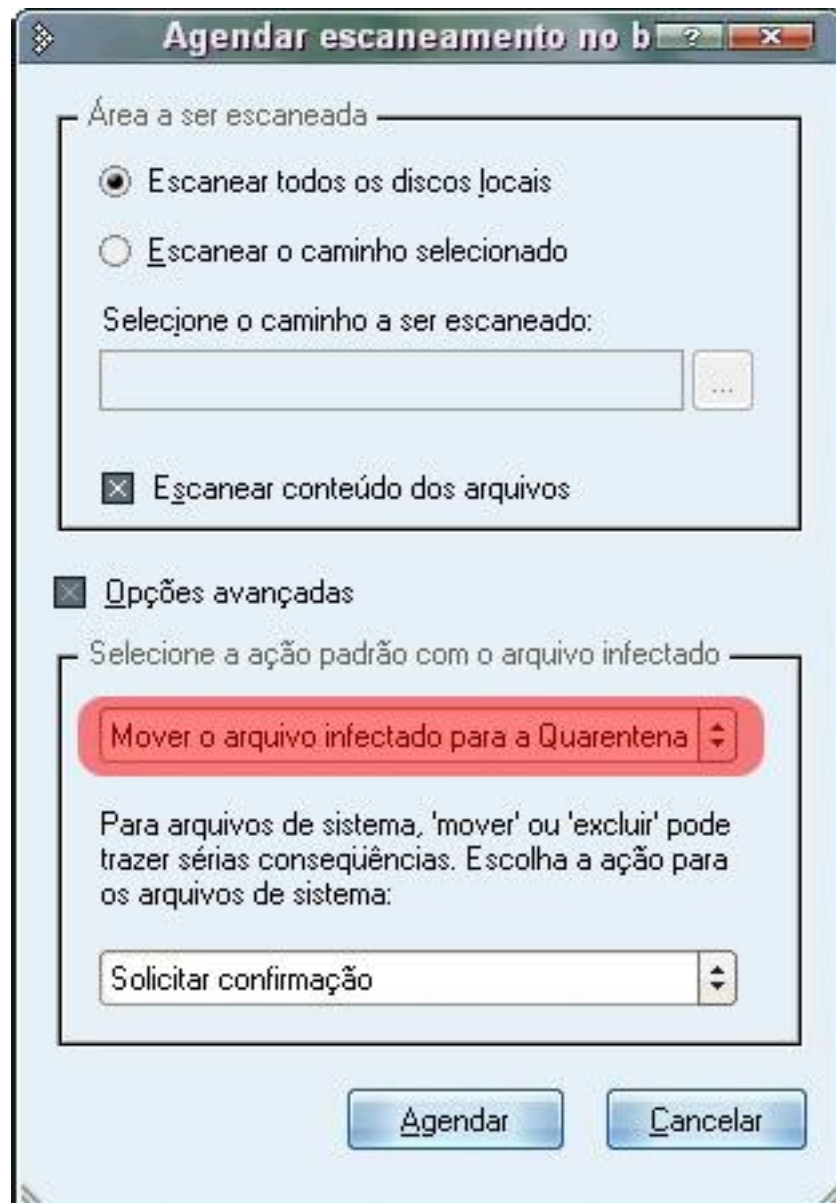 Agendar escaneamento no b
Área a ser escaneada
Escanear todos os discos locais
Escanear o caminho selecionado
Selecione o caminho a ser escaneado:
...
Escanear conteúdo dos arquivos
Opções avançadas
Selecione a ação padrão com o arquivo infectado
Mover o arquivo infectado para a Quarentena
Para arquivos de sistema, 'mover' ou 'excluir' pode
trazer sérias conseqüências. Escolha a ação para
os arquivos de sistema:
Solicitar confirmação
Agendar
Cancelar